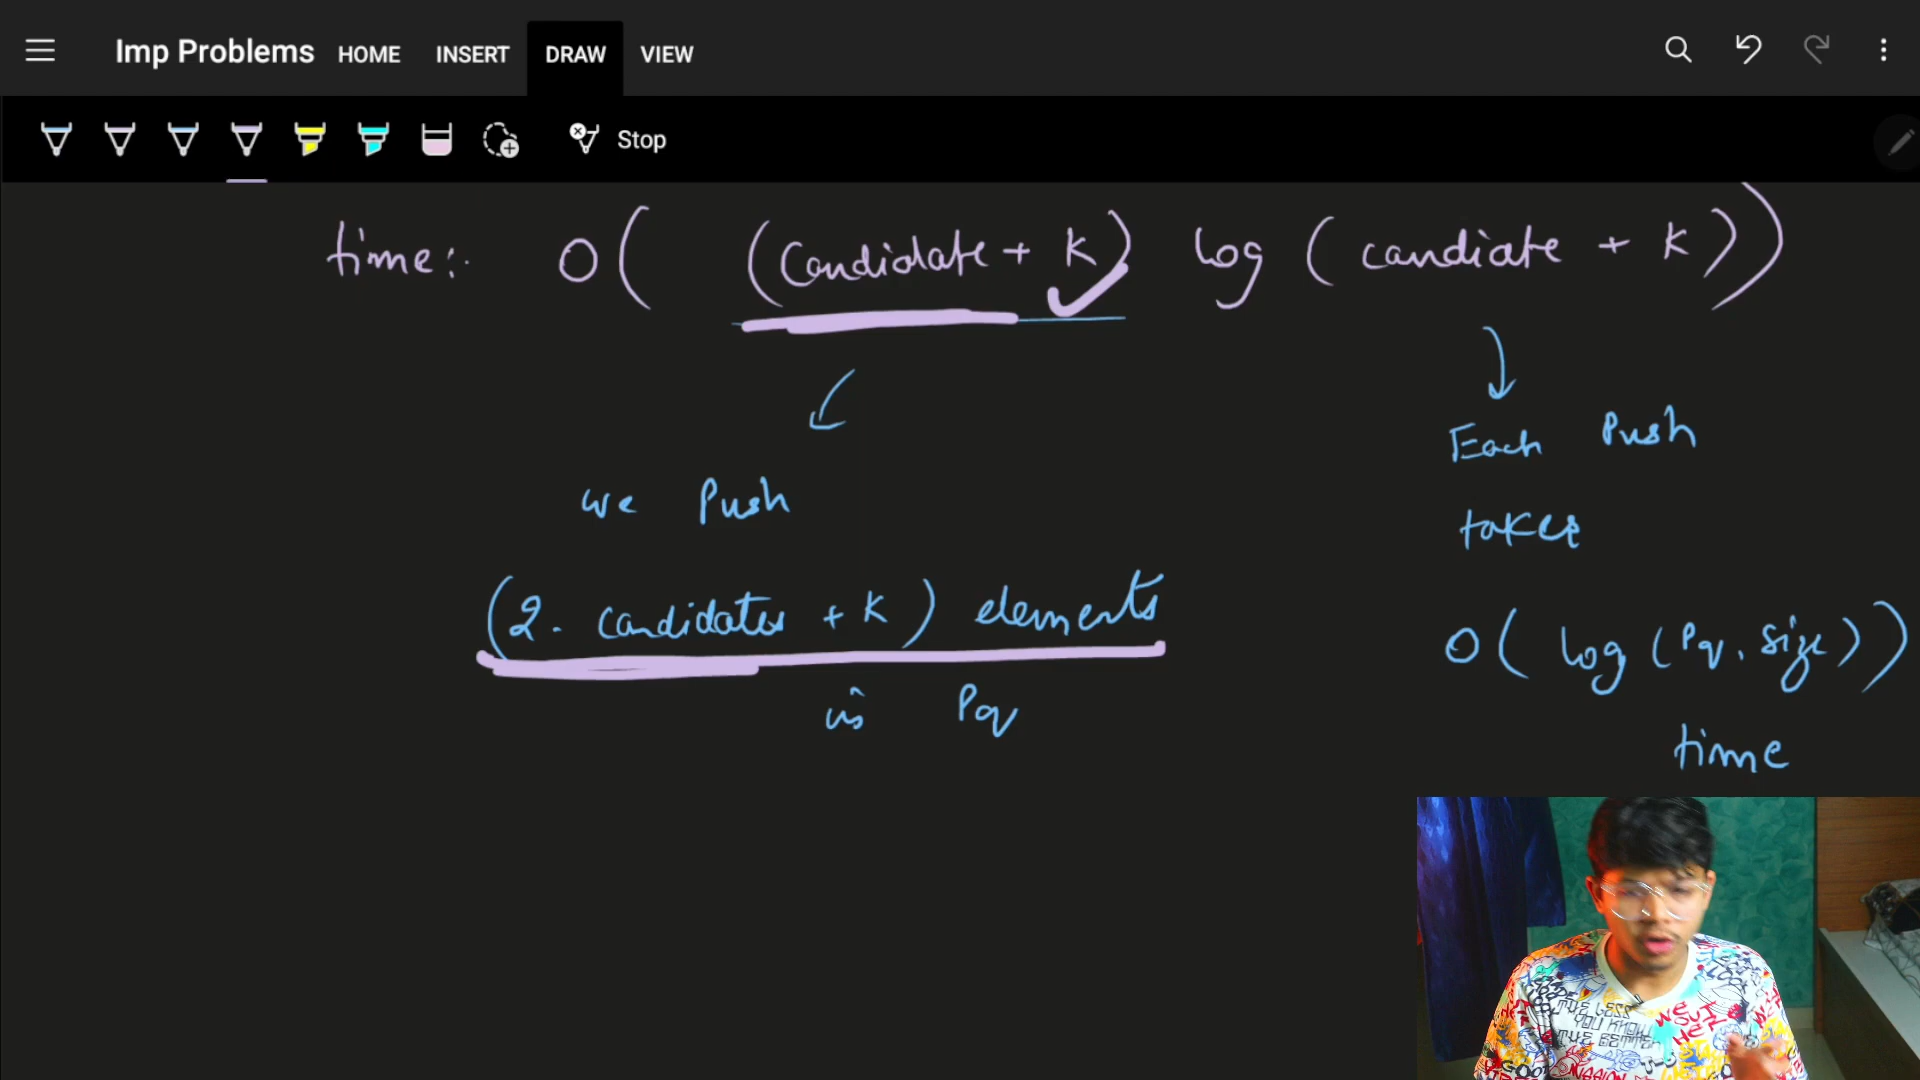 Imp Problems HOME INSERT DRAW VIEW
Stop
time: O( (Candidate + K) log ( candiate + K ))
we Push
(2. candidates + K) elements
in Pq
Each Push
takes
O( log ( Pq. Size ))
time